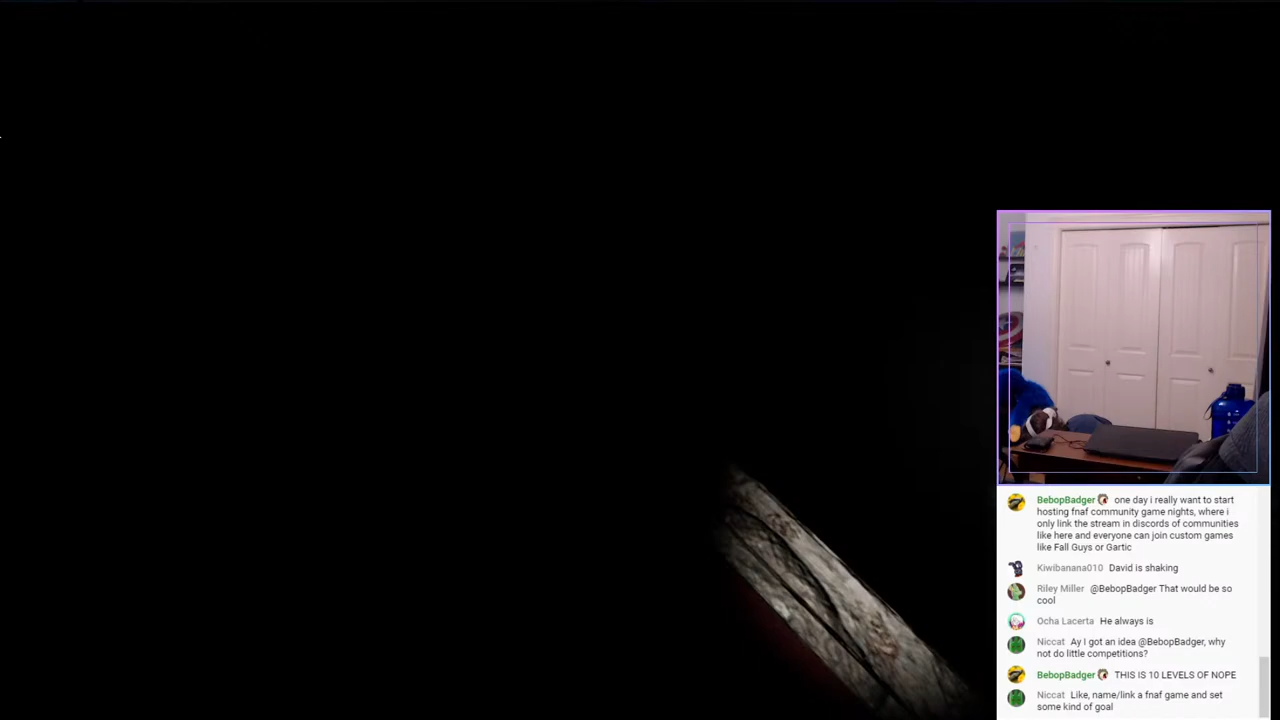 BebopBadger one day i really want to start
hosting fnaf community game nights, where i
only link the stream in discords of communities
like here and everyone can join custom games
like Fall Guys or Gartic
Kiwibanana010 David is shaking
Riley Miller @BebopBadger That would be so
cool
Ocha Lacerta He always is
Niccat Ay I got an idea @BebopBadger, why
not do little competitions?
BebopBadger THIS IS 10 LEVELS OF NOPE
Niccat Like, name/link a fnaf game and set
some kind of goal